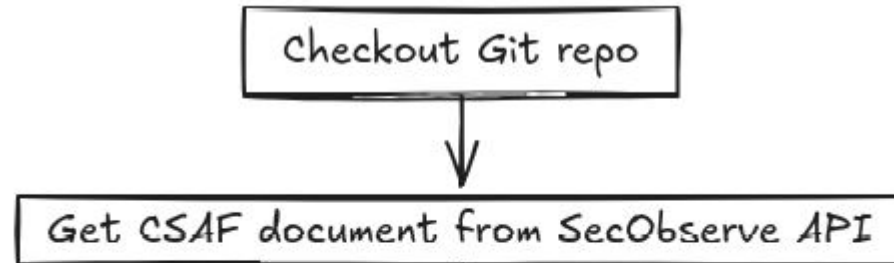 Checkout Git repo
Get CSAF document from SecObserve API